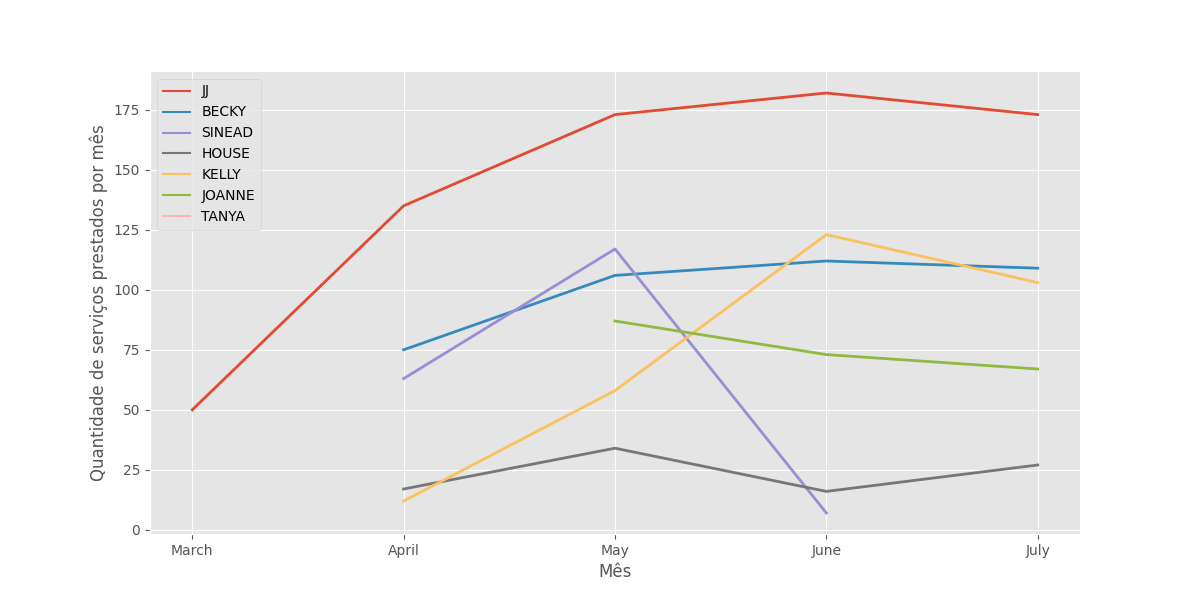 JJ
BECKY
SINEAD
HOUSE
KELLY
JOANNE
TANYA
Quantidade de serviços prestados por mês
175
150
125
100
75
50
25
0
March April May June July
Mês